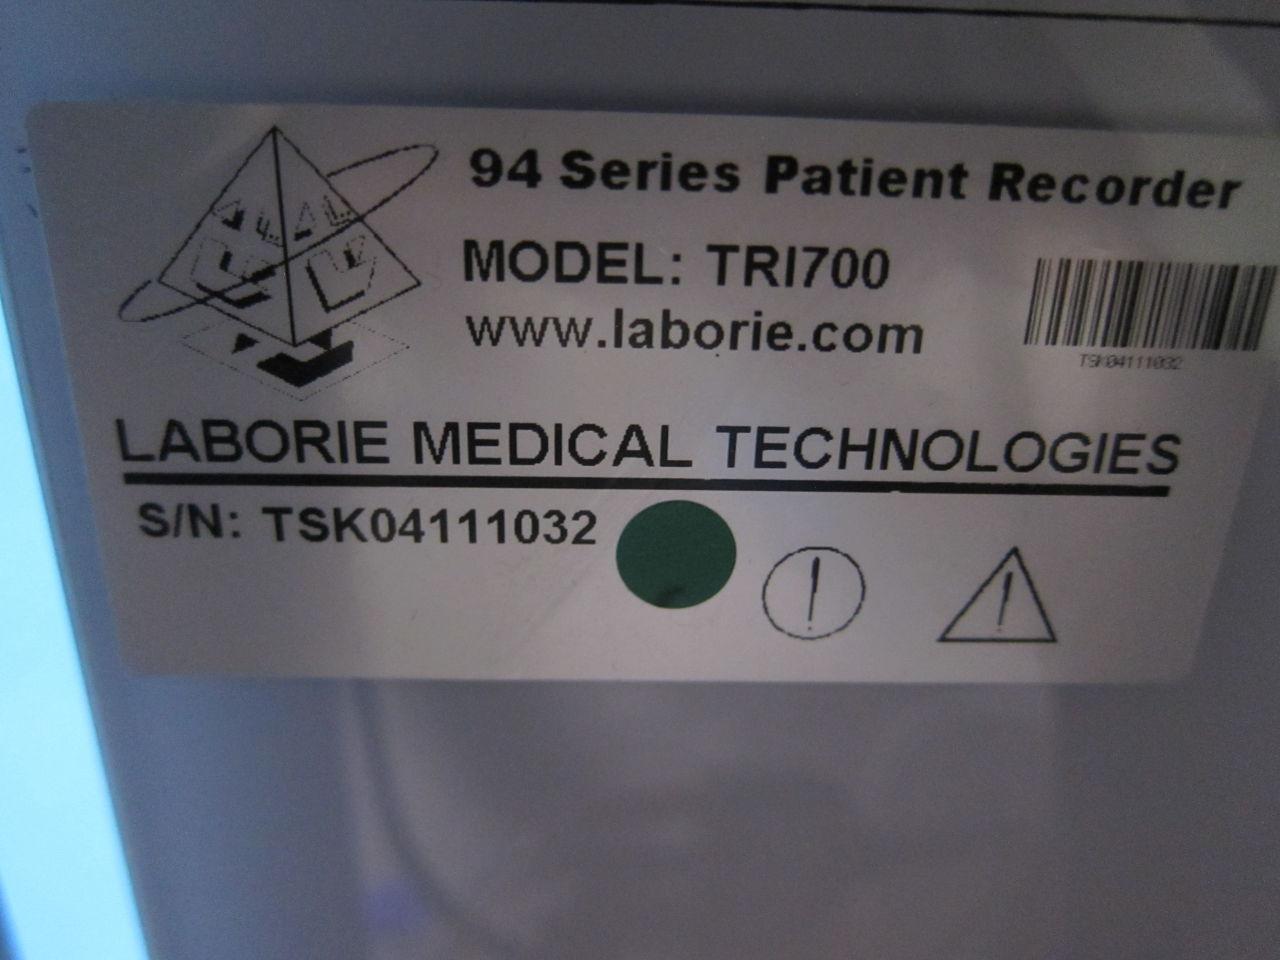 94 Series Patient Recorder
MODEL: TRI700
www.laborie.com
TSK04111032
LABORIE MEDICAL TECHNOLOGIES
S/N: TSK04111032